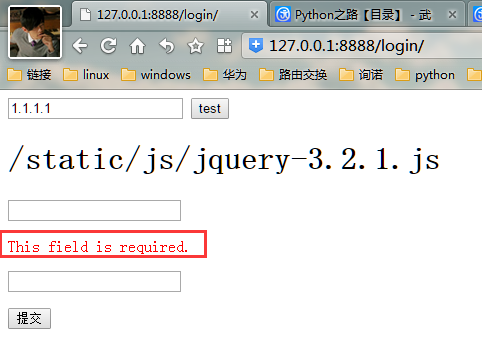 127.0.0.1:8888/login/
Python之路【目录】 - 武
127.0.0.1:8888/login/
链接 linux windows 华为 路由交换 询诺 python
1.1.1.1 test
/static/js/jquery-3.2.1.js
This field is required.
提交